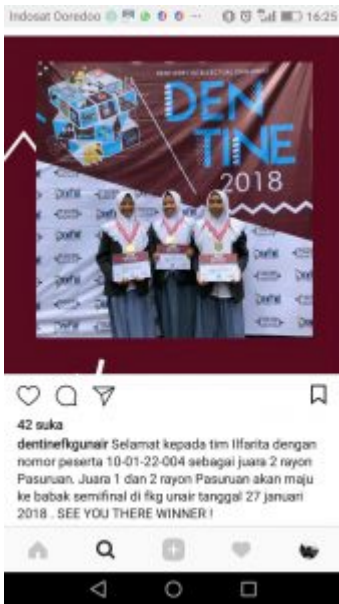 Indosat Ooredoo
16:25
DEN
TINE
2018
42 suka
dentinefkgunair Selamat kepada tim Ilfarita dengan
nomor peserta 10-01-22-004 sebagai juara 2 rayon
Pasuruan. Juara 1 dan 2 rayon Pasuruan akan maju
ke babak semifinal di fkg unair tanggal 27 januari
2018 . SEE YOU THERE WINNER !